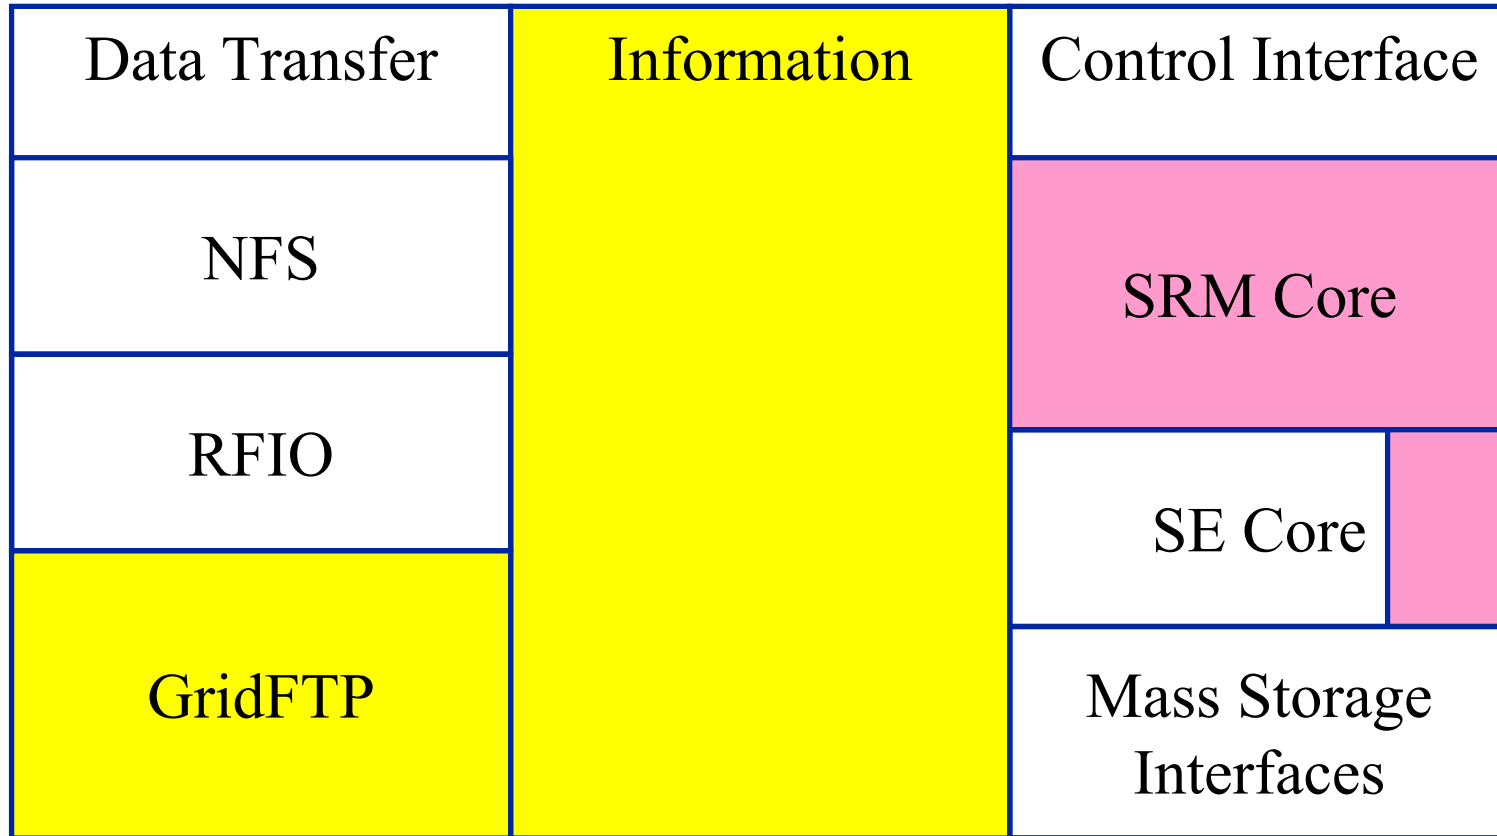 Data Transfer
Information
Control Interface
NFS
SRM Core
RFIO
SE Core
GridFTP
Mass Storage
Interfaces